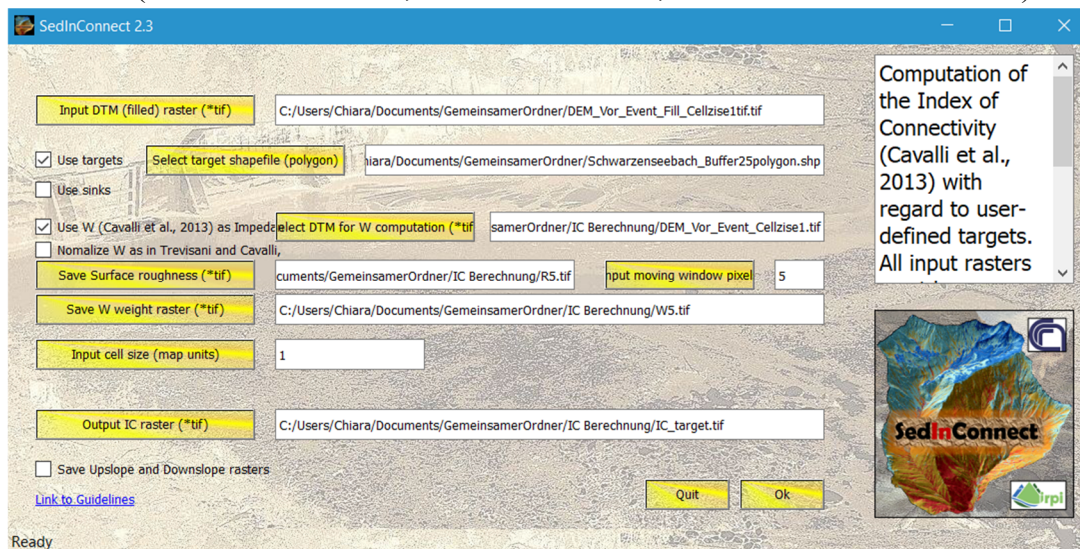 SedInConnect 2.3
Input DTM (filled) raster (*tif)
C:/Users/Chiara/Documents/GemeinsamerOrdner/DEM_Vor_Event_Fill_Cellzise1tif.tif
Use targets
Select target shapefile (polygon)
hiara/Documents/GemeinsamerOrdner/Schwarzenseebach_Buffer25polygon.shp
Use sinks
Use W (Cavalli et al., 2013) as Impeda
elect DTM for W computation (*tif
samerOrdner/IC Berechnung/DEM_Vor_Event_Cellzise1.tif
Nomalize W as in Trevisani and Cavalli,
Save Surface roughness (*tif)
cuments/GemeinsamerOrdner/IC Berechnung/R5.tif
nput moving window pixel
5
Save W weight raster (*tif)
C:/Users/Chiara/Documents/GemeinsamerOrdner/IC Berechnung/W5.tif
Input cell size (map units)
1
Output IC raster (*tif)
C:/Users/Chiara/Documents/GemeinsamerOrdner/IC Berechnung/IC_target.tif
Save Upslope and Downslope rasters
Link to Guidelines
Quit
Ok
Ready
Computation of
the Index of
Connectivity
(Cavalli et al.,
2013) with
regard to user-
defined targets.
All input rasters
SedInConnect
irpi